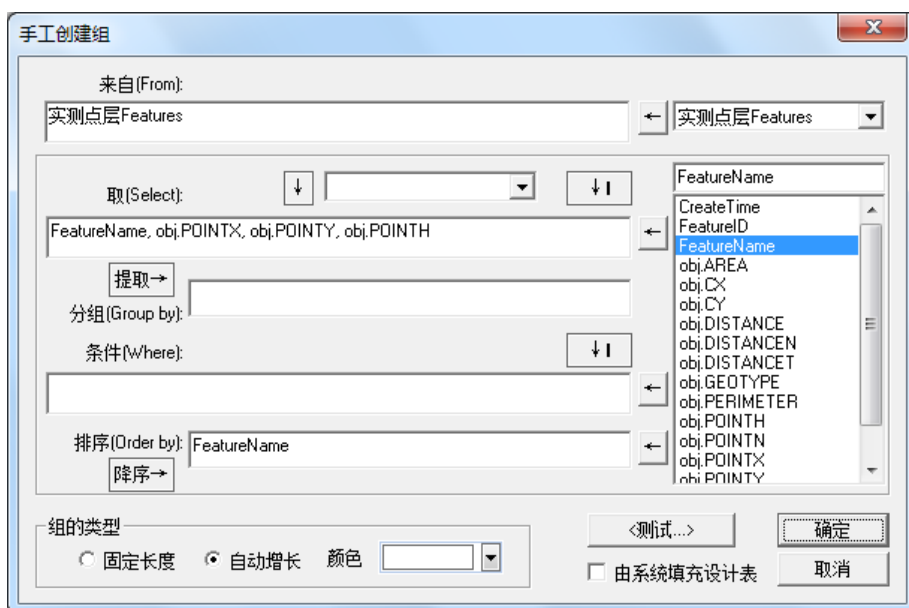 手工创建组
来自(From):
实测点层Features
← 实测点层Features
取(Select):
FeatureName
FeatureName, obj.POINTX, obj.POINTY, obj.POINTH
提取→
分组(Group by):
条件(Where):
排序(Order by): FeatureName
降序→
CreateTime
FeatureID
FeatureName
obj.AREA
obj.CX
obj.CY
obj.DISTANCE
obj.DISTANCEN
obj.DISTANCET
obj.GEOTYPE
obj.PERIMETER
obj.POINTH
obj.POINTN
obj.POINTX
obj.POINTY
组的类型
固定长度 自动增长 颜色
<测试...> 确定
由系统填充设计表 取消